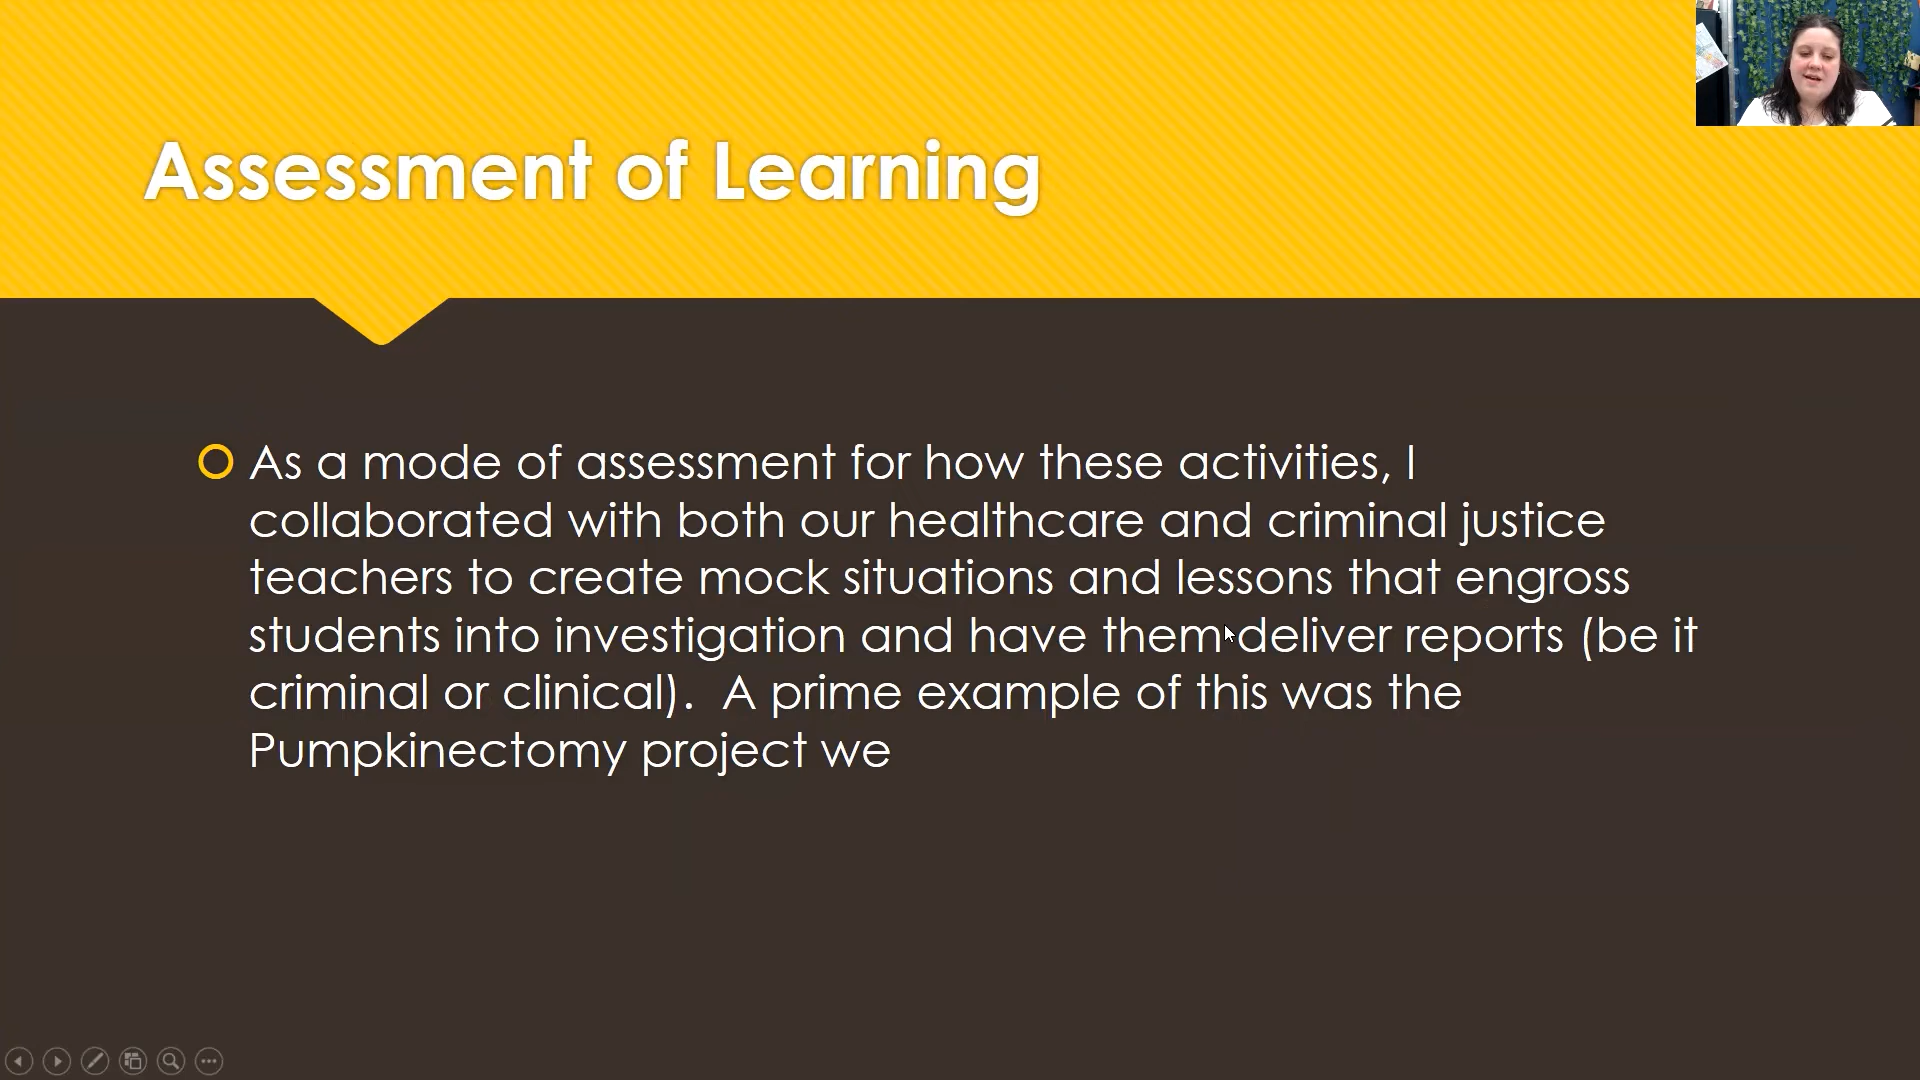 Assessment of Learning
As a mode of assessment for how these activities, I
collaborated with both our healthcare and criminal justice
teachers to create mock situations and lessons that engross
students into investigation and have them deliver reports (be it
criminal or clinical).  A prime example of this was the
Pumpkinectomy project we